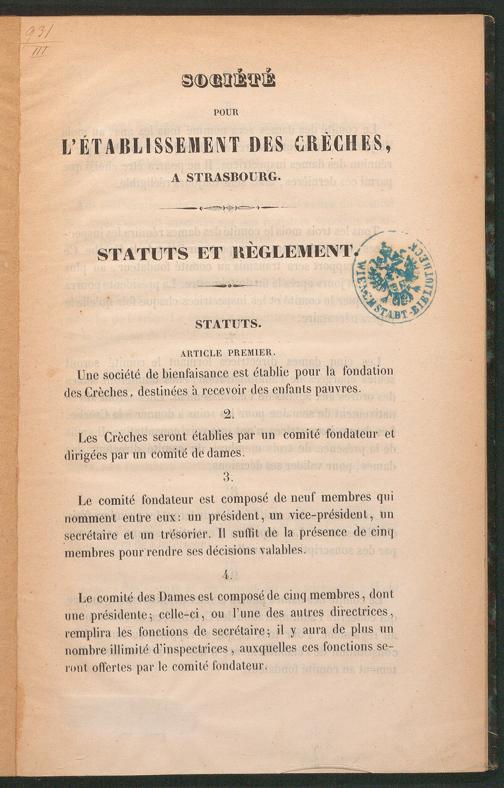 931
III
SOCIÉTÉ
POUR
L'ÉTABLISSEMENT DES CRÈCHES,
A STRASBOURG.
STATUTS ET RÈGLEMENT.
WIENER STADT-BIBLIOTHECK
STATUTS.
ARTICLE PREMIER.
Une société de bienfaisance est établie pour la fondation
des Crèches, destinées à recevoir des enfants pauvres.
2.
Les Crèches seront établies par un comité fondateur et
dirigées par un comité de dames.
3.
Le comité fondateur est composé de neuf membres qui
nomment entre eux: un président, un vice-président, un
secrétaire et un trésorier. Il suffit de la présence de cinq
membres pour rendre ses décisions valables.
4.
Le comité des Dames est composé de cinq membres, dont
une présidente; celle-ci, ou l'une des autres directrices,
remplira les fonctions de secrétaire; il y aura de plus un
nombre illimité d'inspectrices, auxquelles ces fonctions se-
ront offertes par le comité fondateur.